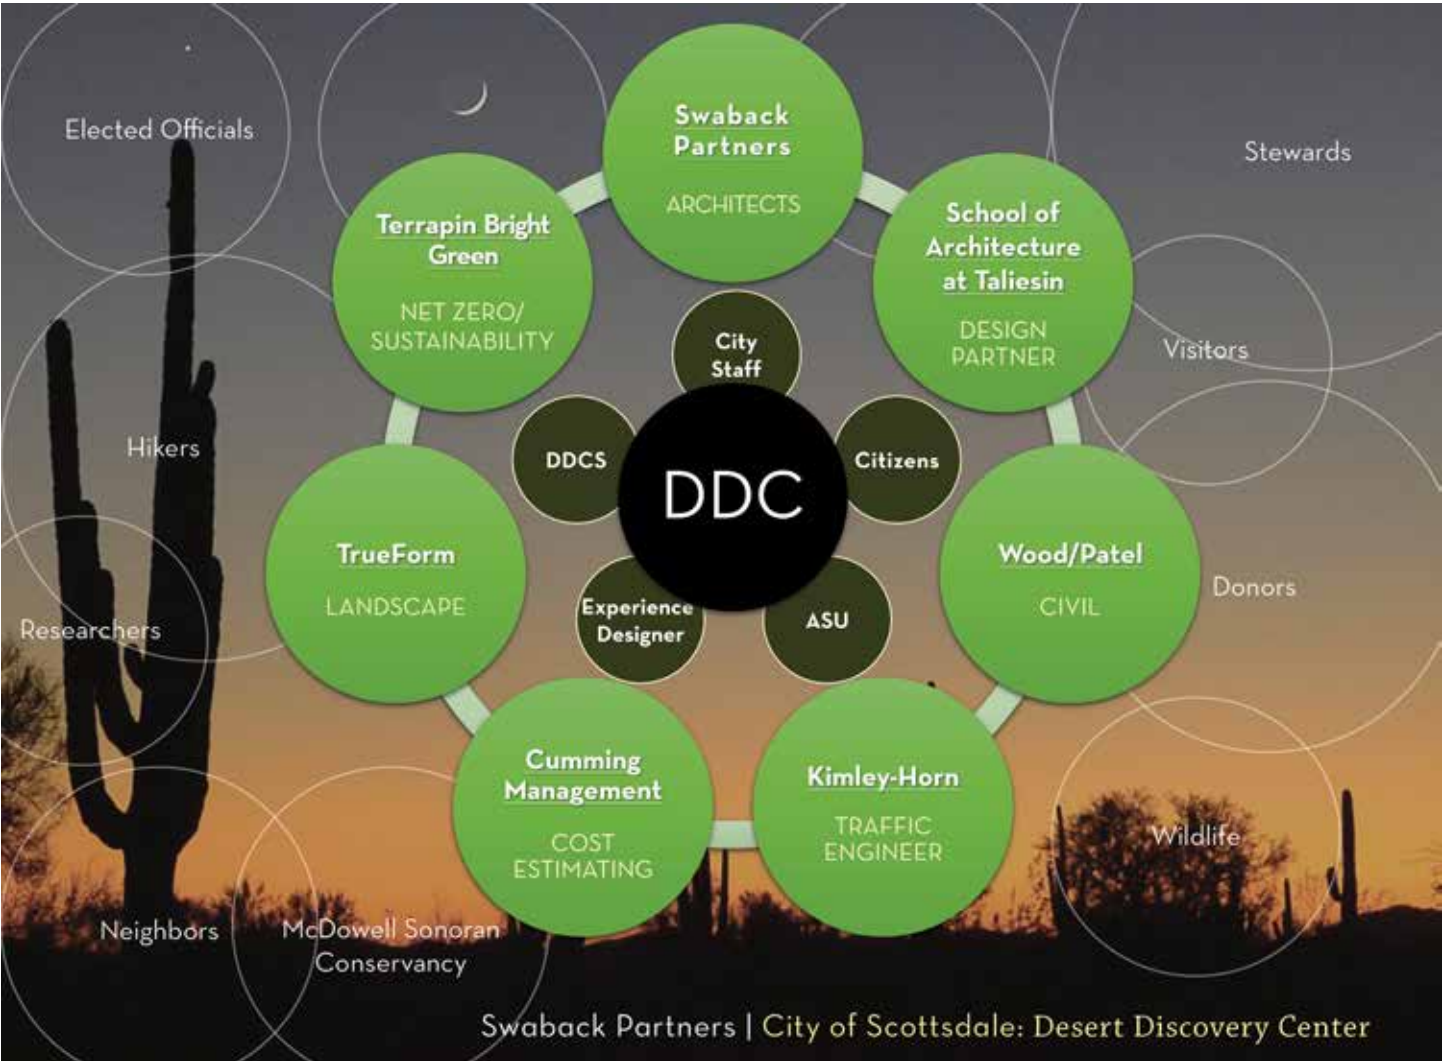 Elected Officials
Swaback
Partners
ARCHITECTS
Stewards
Terrapin Bright
Green
NET ZERO/
SUSTAINABILITY
School of
Architecture
at Taliesin
DESIGN
PARTNER
City
Staff
Visitors
Hikers
DDCS
DDC
Citizens
TrueForm
LANDSCAPE
Wood/Patel
CIVIL
Donors
Researchers
Experience
Designer
ASU
Cumming
Management
COST
ESTIMATING
Kimley-Horn
TRAFFIC
ENGINEER
Wildlife
Neighbors
McDowell Sonoran
Conservancy
Swaback Partners | City of Scottsdale: Desert Discovery Center